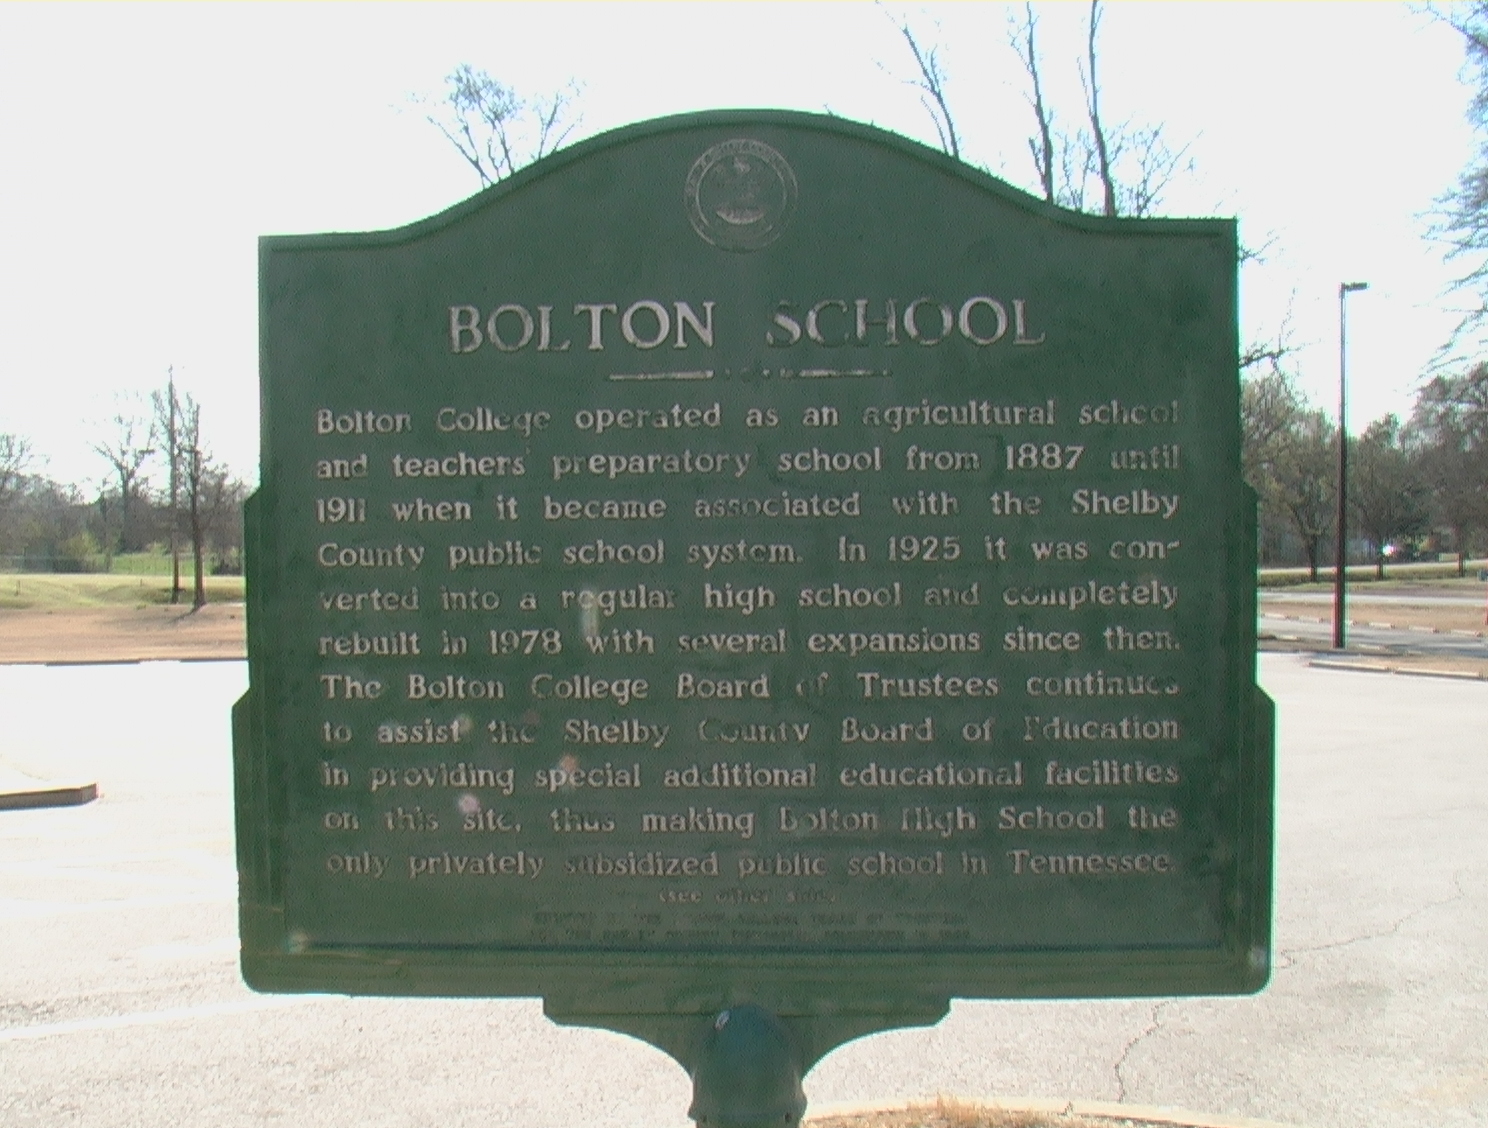 BOLTON SCHOOL
Bolton College operated as an agricultural school
and teachers' preparatory school from 1887 until
1911 when it became associated with the Shelby
County public school system. In 1925 it was con-
verted into a regular high school and completely
rebuilt in 1978 with several expansions since then.
The Bolton College Board of Trustees continues
to assist the Shelby County Board of Education
in providing special additional educational facilities
on this site, thus making Bolton High School the
only privately subsidized public school in Tennessee.
(see other side)